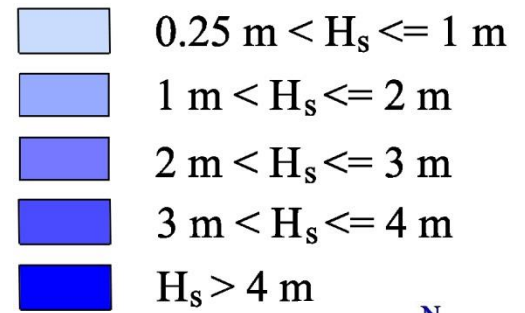 0.25 m < Hs <= 1 m
1 m < Hs <= 2 m
2 m < Hs <= 3 m
3 m < Hs <= 4 m
Hs > 4 m
N